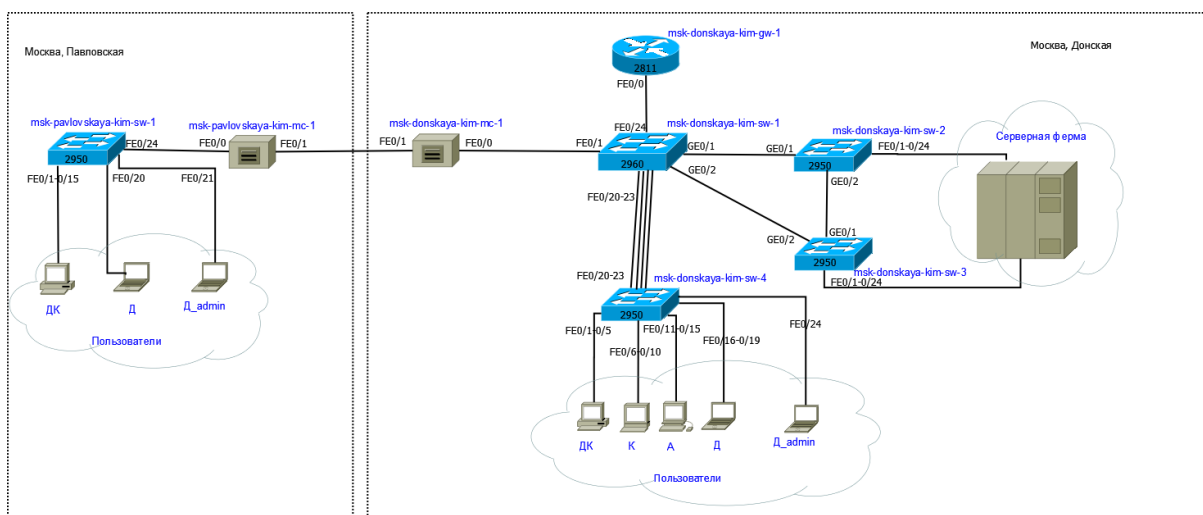 Москва, Павловская
msk-pavlovskaya-kim-sw-1
2950
FE0/24
FE0/1-0/15
FE0/20
FE0/21
msk-pavlovskaya-kim-mc-1
FE0/0
FE0/1
ДК
Д
Д_admin
Пользователи
Москва, Донская
msk-donskaya-kim-gw-1
2811
FE0/0
msk-donskaya-kim-mc-1
FE0/1
FE0/0
FE0/24
msk-donskaya-kim-sw-1
FE0/1
2960
GE0/1
GE0/2
FE0/20-23
msk-donskaya-kim-sw-2
GE0/1
2950
FE0/1-0/24
GE0/2
Серверная ферма
GE0/1
GE0/2
2950
msk-donskaya-kim-sw-3
FE0/1-0/24
FE0/20-23
msk-donskaya-kim-sw-4
2950
FE0/1-0/5
FE0/6-0/10
FE0/11-0/15
FE0/16-0/19
FE0/24
ДК
К
А
Д
Д_admin
Пользователи